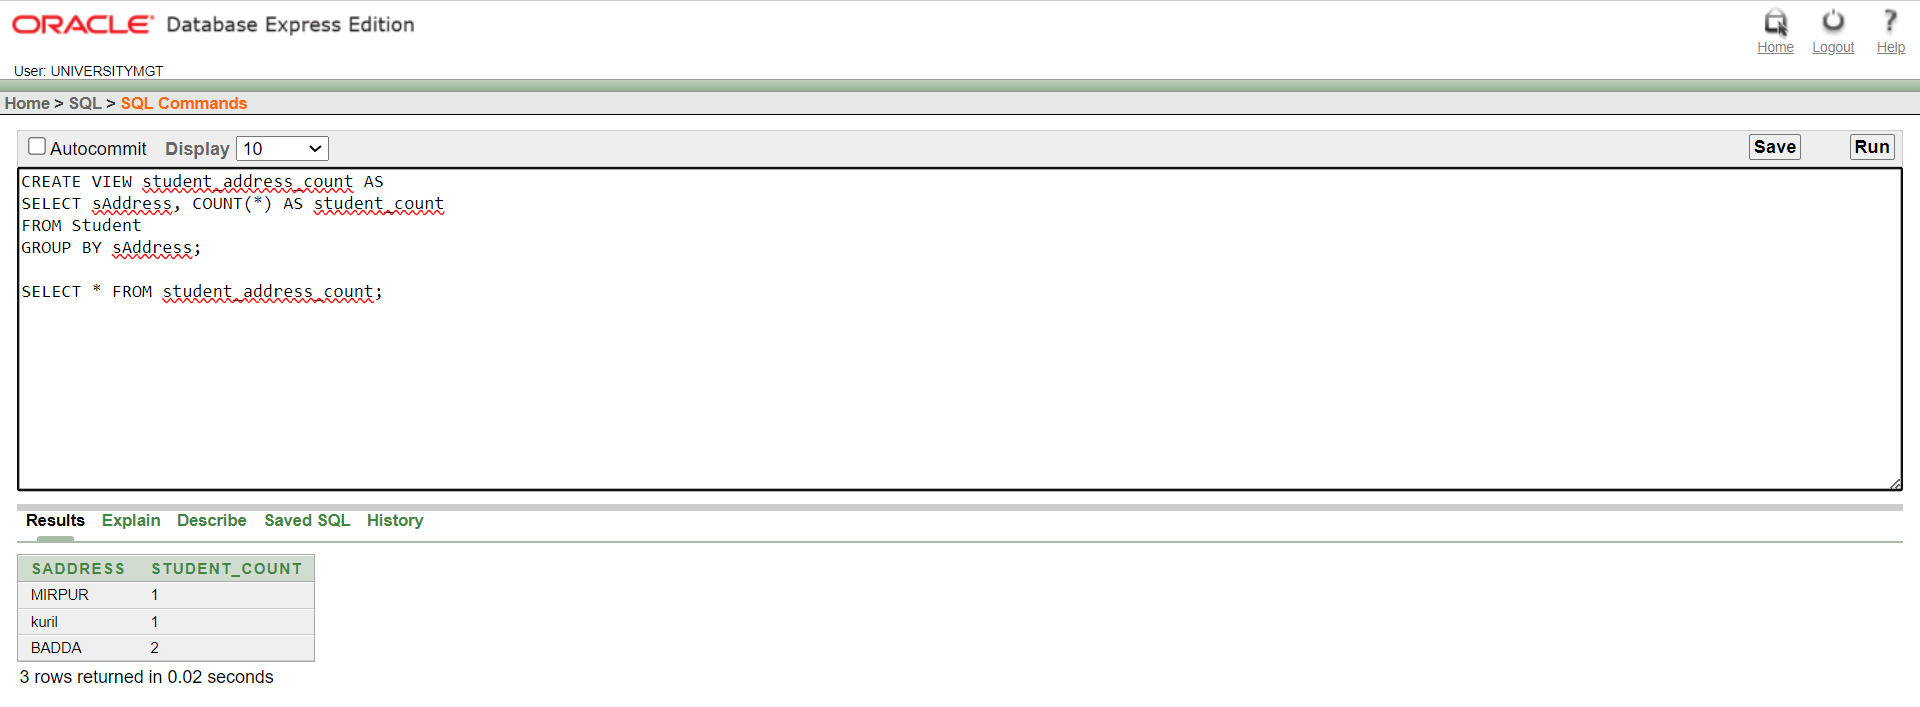 ORACLE Database Express Edition
Home Logout Help
User: UNIVERSITYMGT
Home > SQL > SQL Commands
Autocommit Display 10 Save Run
CREATE VIEW student_address_count AS
SELECT sAddress, COUNT(*) AS student_count
FROM Student
GROUP BY sAddress;
SELECT * FROM student_address_count;
Results Explain Describe Saved SQL History
SADDRESS STUDENT_COUNT
MIRPUR 1
kuril 1
BADDA 2
3 rows returned in 0.02 seconds